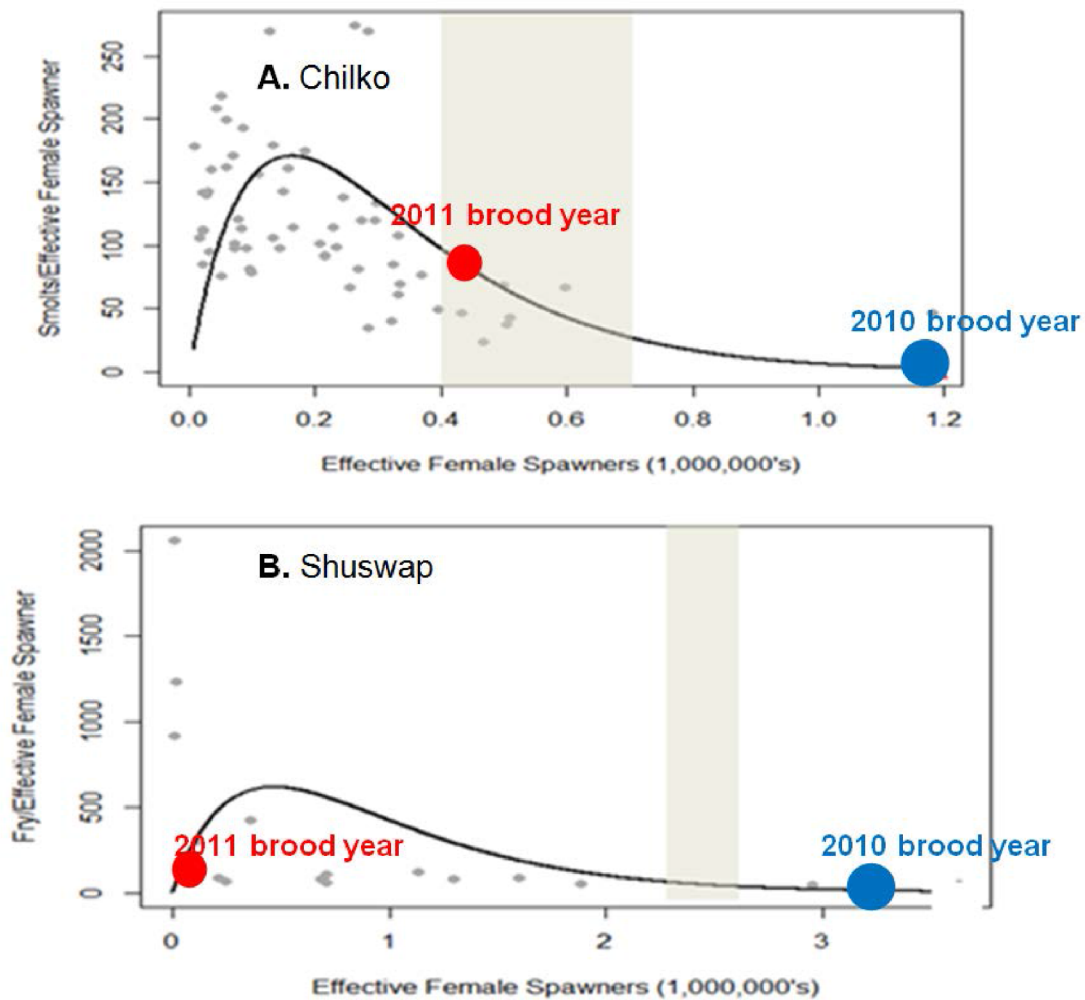 A. Chilko
Smolts/Effective Female Spawner
250
200
150
100
50
0
2011 brood year
2010 brood year
0.0 0.2 0.4 0.6 0.8 1.0 1.2
Effective Female Spawners (1,000,000's)
B. Shuswap
Fry/Effective Female Spawner
2000
1500
1000
500
0
2011 brood year
2010 brood year
0 1 2 3
Effective Female Spawners (1,000,000's)